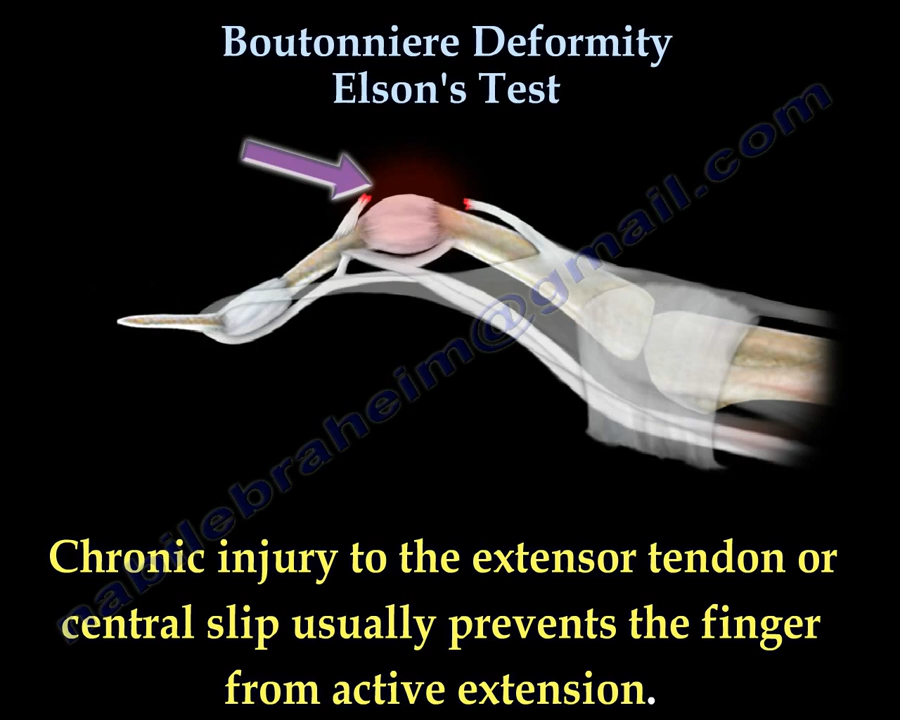 Boutonniere Deformity
Elson's Test
nabilebraheim@gmail.com
Chronic injury to the extensor tendon or
central slip usually prevents the finger
from active extension.